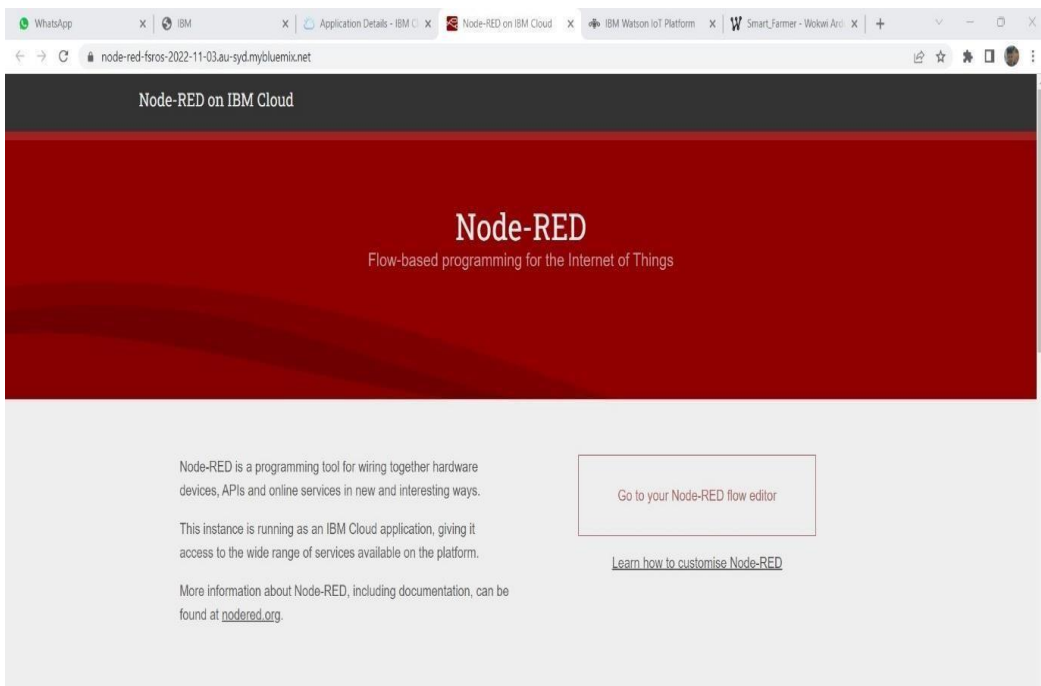 WhatsApp
IBM
Application Details - IBM Cl
Node-RED on IBM Cloud
IBM Watson IoT Platform
Smart_Farmer - Wokwi Ard
node-red-fsros-2022-11-03.au-syd.mybluemix.net
Node-RED on IBM Cloud
Node-RED
Flow-based programming for the Internet of Things
Node-RED is a programming tool for wiring together hardware
devices, APIs and online services in new and interesting ways.
This instance is running as an IBM Cloud application, giving it
access to the wide range of services available on the platform.
More information about Node-RED, including documentation, can be
found at nodered.org.
Go to your Node-RED flow editor
Learn how to customise Node-RED